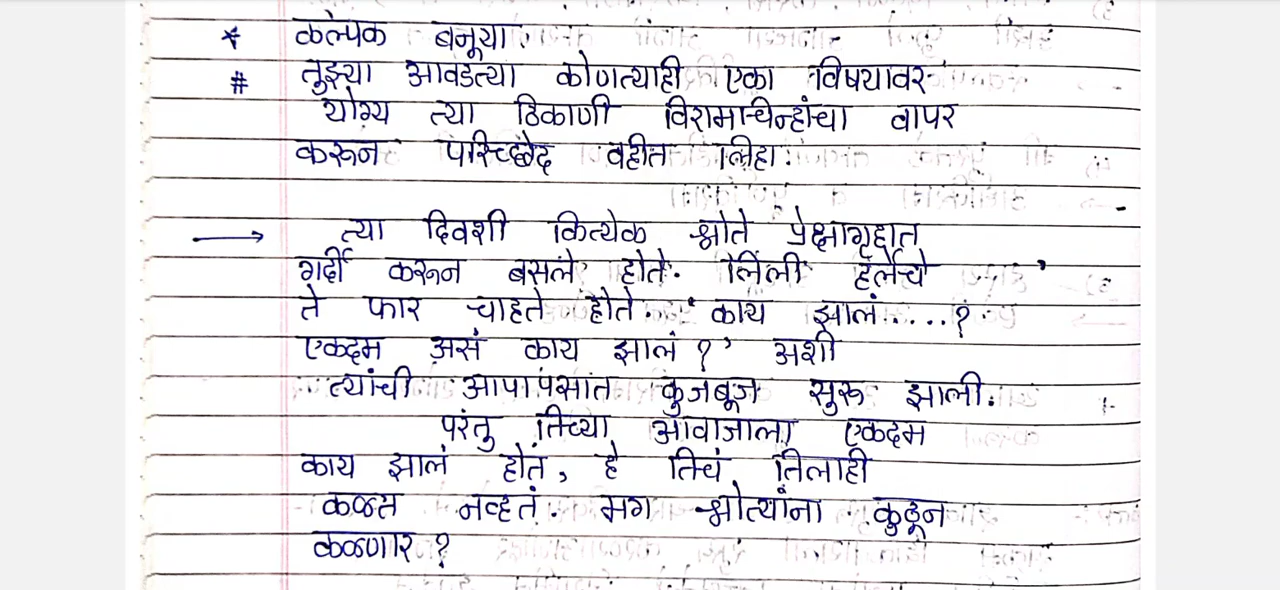 * कल्पक बनूया.
# तुझ्या आवडत्या कोणत्याही एका विषयावर
योग्य त्या ठिकाणी विरामचिन्हांचा वापर
करून परिच्छेद वहीत लिहा.
→ त्या दिवशी कित्येक श्रोते प्रेक्षागृहात
गर्दी करून बसले होते. लिली हॅर्लेचे
ते फार चाहते होते. ' काय झालं.....?
एकदम असं काय झालं ?' अशी
त्यांची आपापसांत कुजबूज सुरू झाली.
परंतु तिच्या आवाजाला एकदम
काय झालं होतं, हे तिचं तिलाही
कळत नव्हतं. मग श्रोत्यांना कुठून
कळणार ?